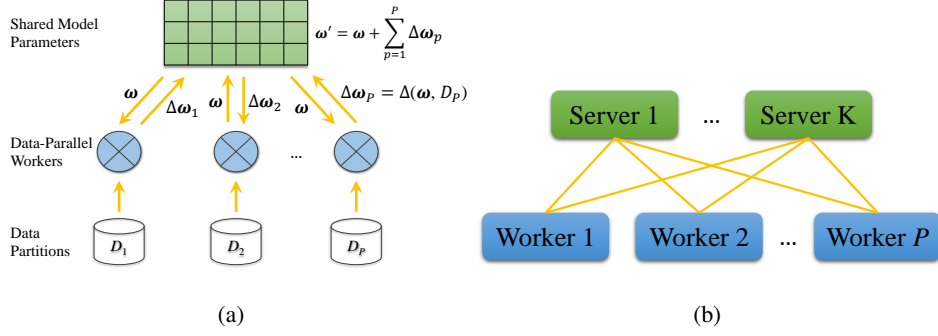 Shared Model
Parameters
𝝎′ = 𝝎 + ∑_{p=1}^{P} Δ𝝎_p
𝝎
Δ𝝎_1
𝝎
Δ𝝎_2
𝝎
Δ𝝎_P = Δ(𝝎, D_P)
Data-Parallel
Workers
...
Data
Partitions
D_1
D_2
D_P
(a)
Server 1
...
Server K
Worker 1
Worker 2
...
Worker P
(b)